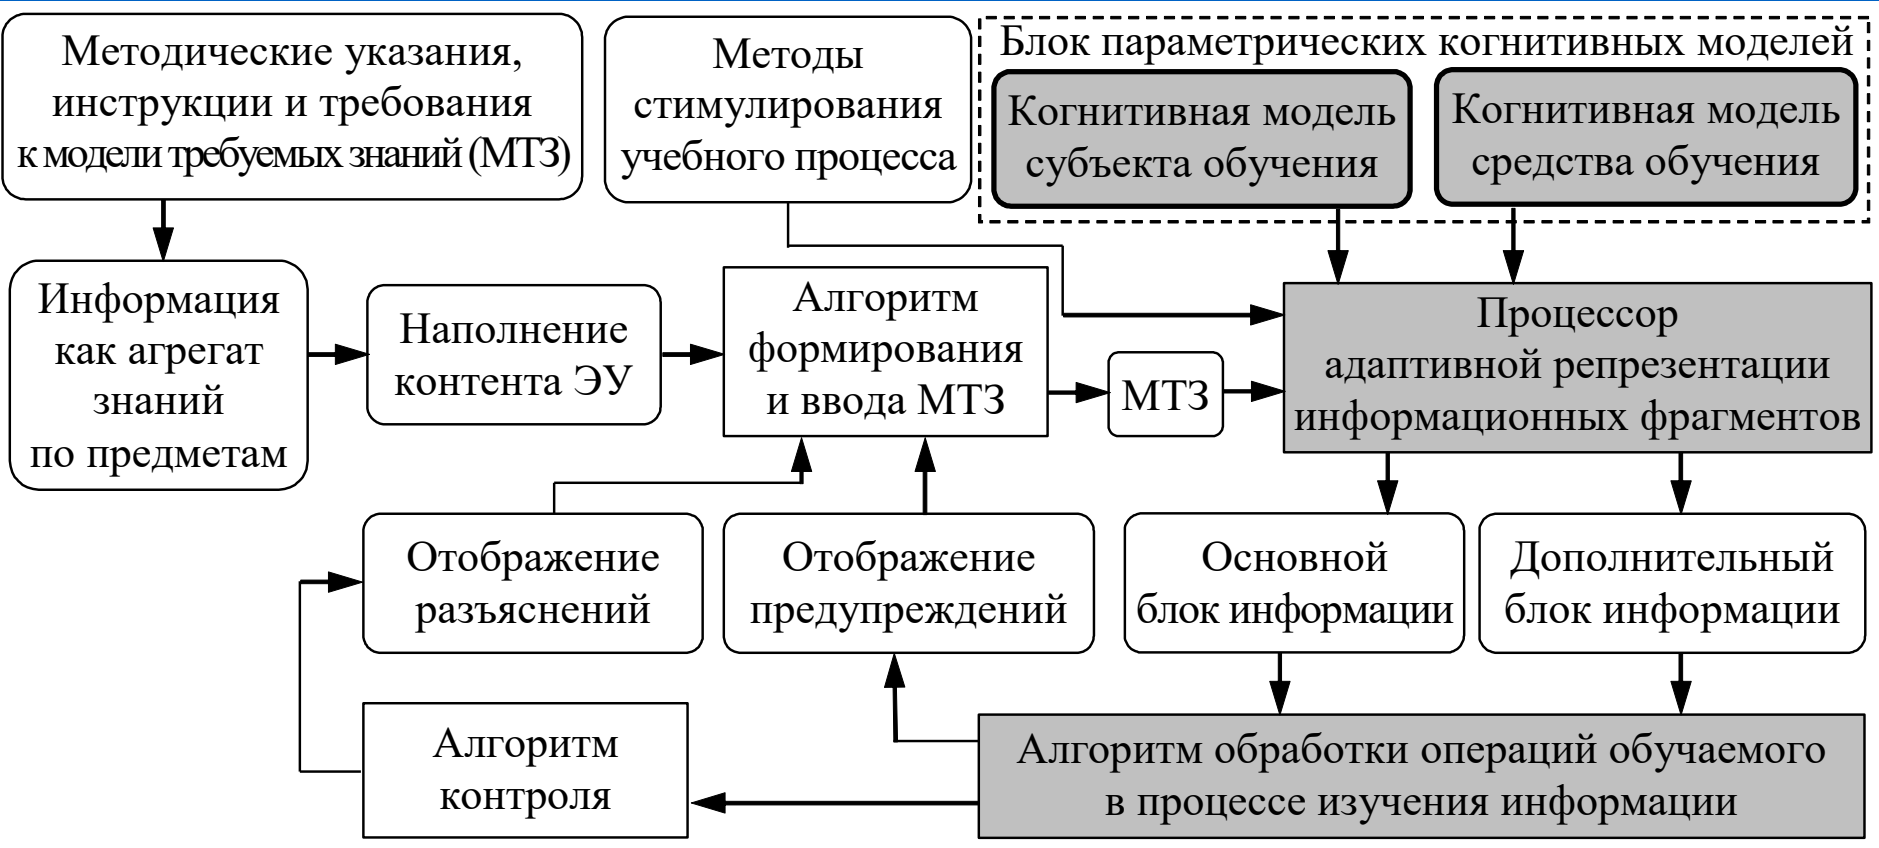 Методические указания,
инструкции и требования
к модели требуемых знаний (МТЗ)
Методы
стимулирования
учебного процесса
Блок параметрических когнитивных моделей
Когнитивная модель
субъекта обучения
Когнитивная модель
средства обучения
Информация
как агрегат
знаний
по предметам
Наполнение
контента ЭУ
Алгоритм
формирования
и ввода МТЗ
МТЗ
Процессор
адаптивной репрезентации
информационных фрагментов
Отображение
разъяснений
Отображение
предупреждений
Основной
блок информации
Дополнительный
блок информации
Алгоритм
контроля
Алгоритм обработки операций обучаемого
в процессе изучения информации